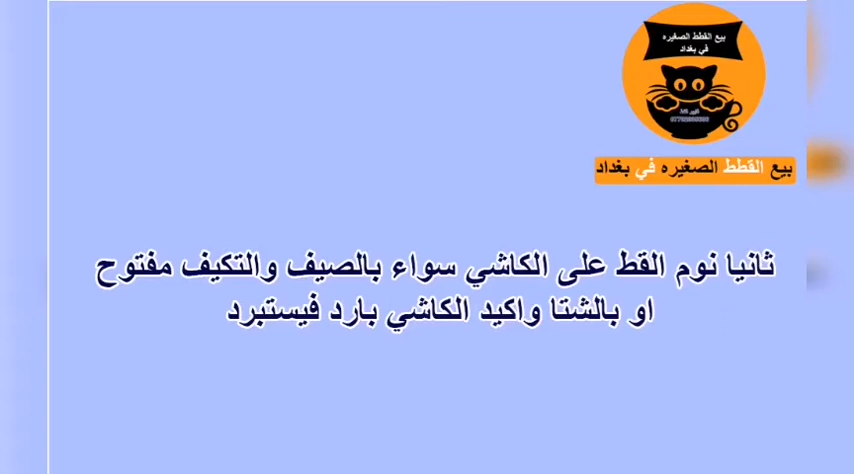 بيع القطط الصغيره
في بغداد
بيع القطط الصغيره في بغداد
ثانيا نوم القط على الكاشي سواء بالصيف والتكيف مفتوح
او بالشتا واكيد الكاشي بارد فيستبرد